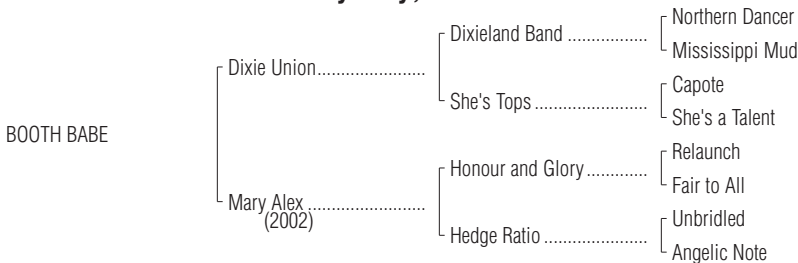 Northern Dancer
Dixieland Band .................
Mississippi Mud
Dixie Union.......................
Capote
She's Tops ........................
She's a Talent
BOOTH BABE
Relaunch
Honour and Glory.............
Fair to All
Mary Alex .........................
(2002)
Unbridled
Hedge Ratio ......................
Angelic Note